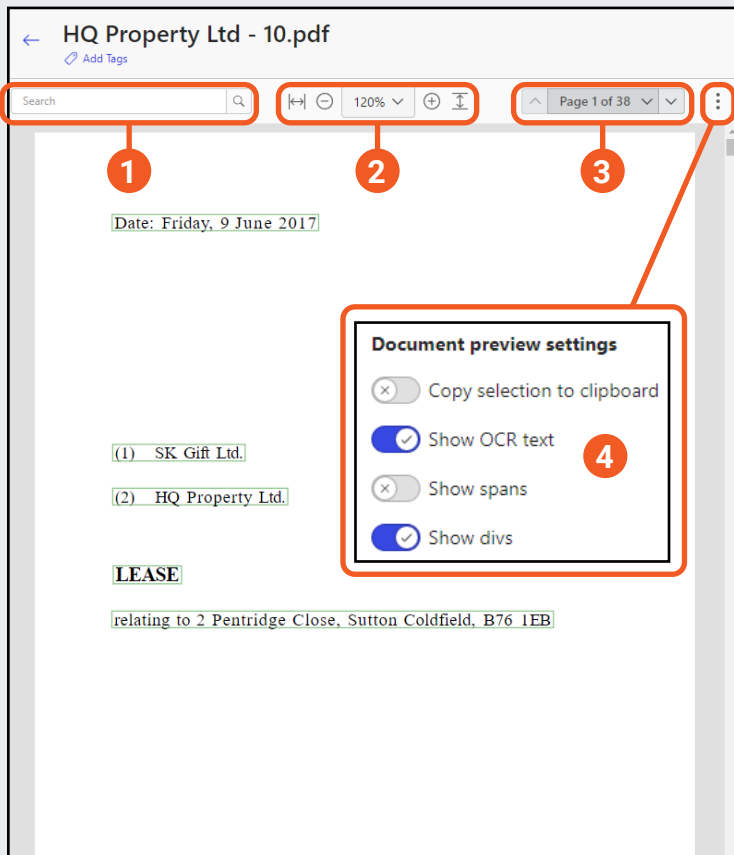 HQ Property Ltd - 10.pdf
Add Tags
Search
120%
Page 1 of 38
1
2
3
Date: Friday, 9 June 2017
Document preview settings
Copy selection to clipboard
Show OCR text
4
Show spans
Show divs
(1) SK Gift Ltd.
(2) HQ Property Ltd.
LEASE
relating to 2 Pentridge Close, Sutton Coldfield, B76 1EB